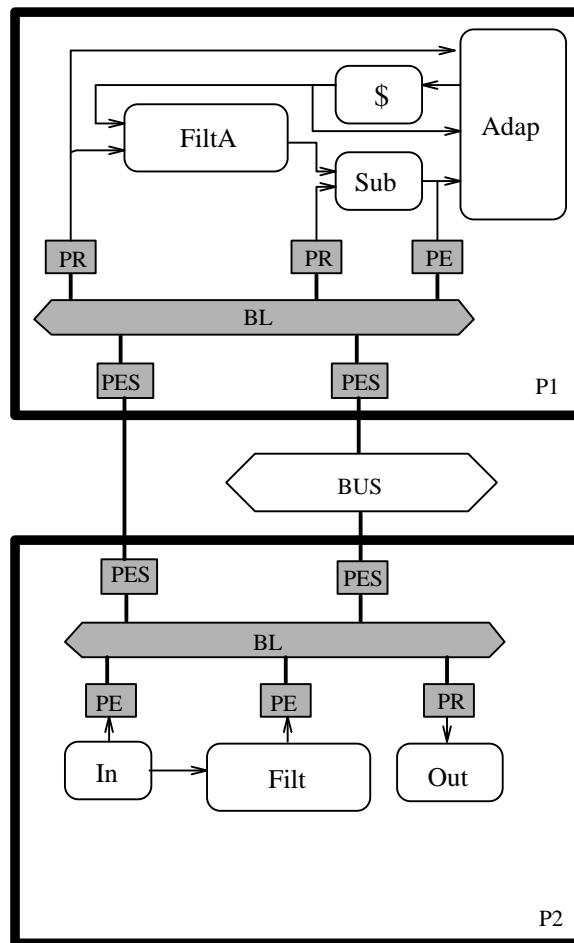 $
FiltA
Adap
Sub
PR
PR
PE
BL
PES
PES
P1
BUS
PES
PES
BL
PE
PE
PR
In
Filt
Out
P2